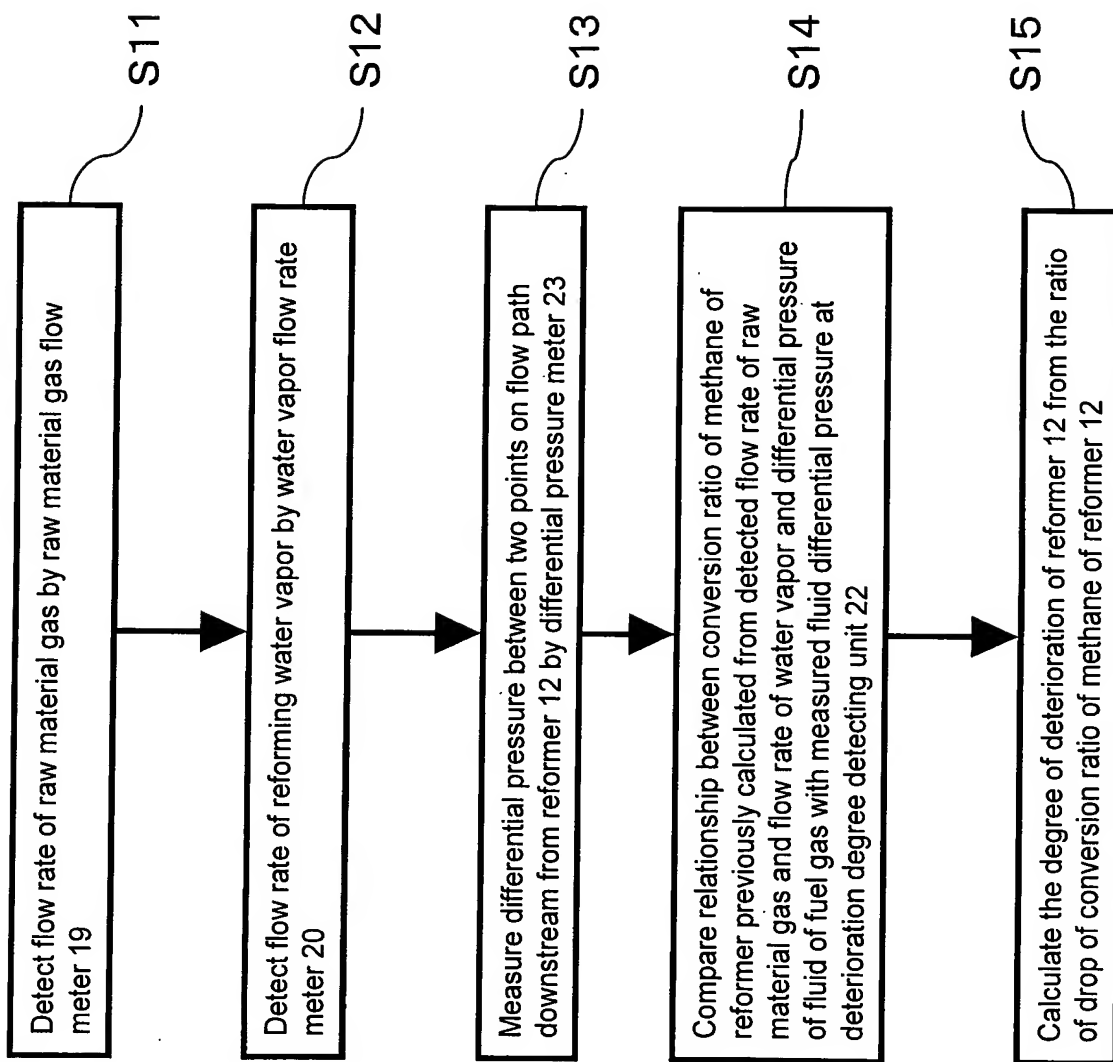 Detect flow rate of raw material gas by raw material gas flow
meter 19
S11
Detect flow rate of reforming water vapor by water vapor flow rate
meter 20
S12
Measure differential pressure between two points on flow path
downstream from reformer 12 by differential pressure meter 23
S13
Compare relationship between conversion ratio of methane of
reformer previously calculated from detected flow rate of raw
material gas and flow rate of water vapor and differential pressure
of fluid of fuel gas with measured fluid differential pressure at
deterioration degree detecting unit 22
S14
Calculate the degree of deterioration of reformer 12 from the ratio
of drop of conversion ratio of methane of reformer 12
S15